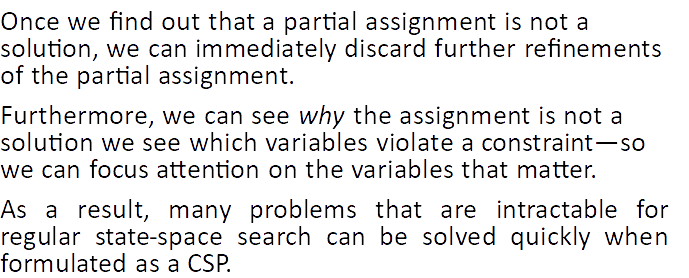 Once we find out that a partial assignment is not a
solution, we can immediately discard further refinements
of the partial assignment.
Furthermore, we can see why the assignment is not a
solution we see which variables violate a constraint—so
we can focus attention on the variables that matter.
As a result, many problems that are intractable for
regular state-space search can be solved quickly when
formulated as a CSP.